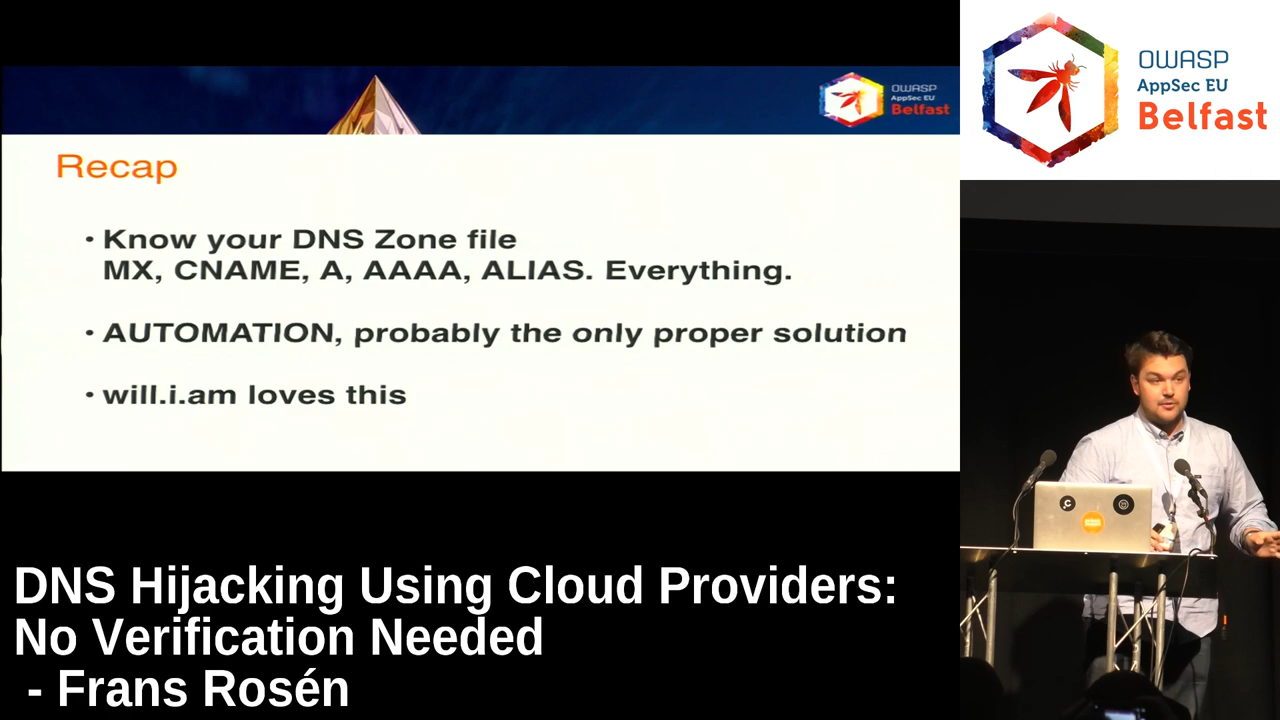 OWASP
AppSec EU
Belfast
Recap
• Know your DNS Zone file
MX, CNAME, A, AAAA, ALIAS. Everything.
• AUTOMATION, probably the only proper solution
• will.i.am loves this
DNS Hijacking Using Cloud Providers:
No Verification Needed
- Frans Rosén
OWASP
AppSec EU
Belfast